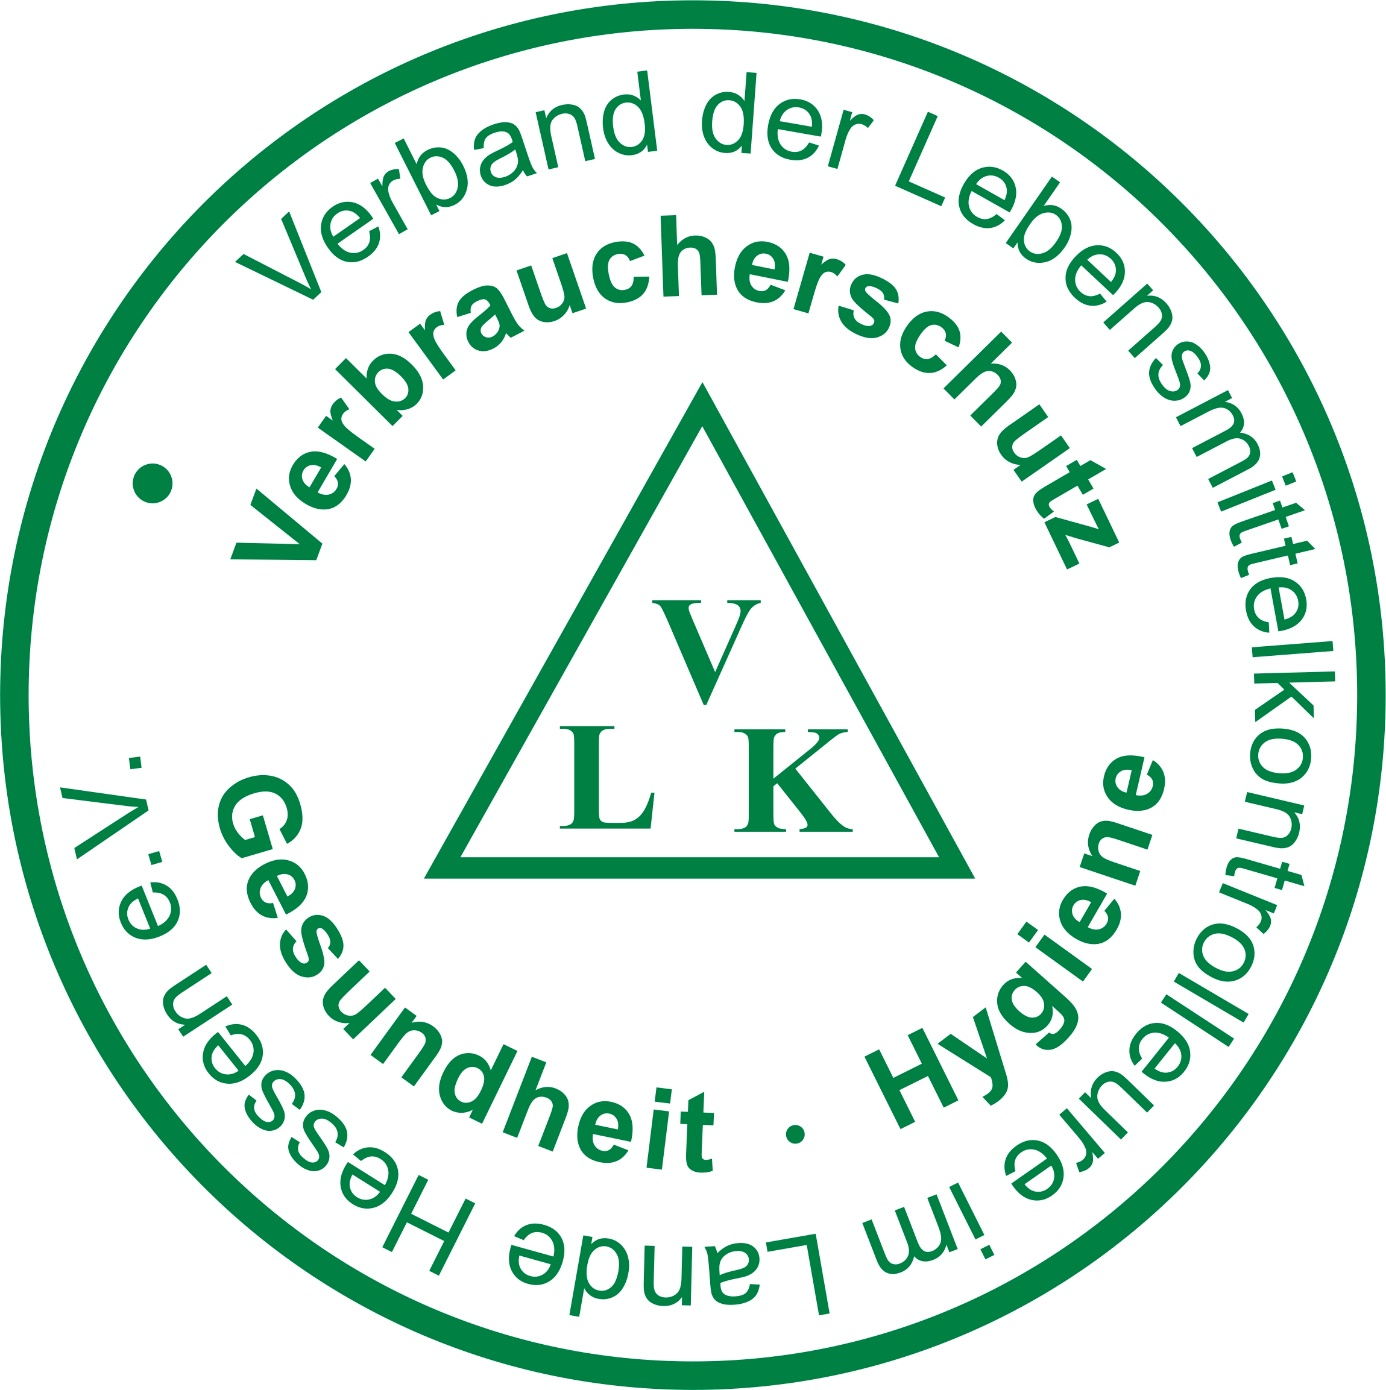 Verband der Lebensmittelkontrolleure im Lande Hessen e.V.
Verbraucherschutz
V
L K
Gesundheit · Hygiene